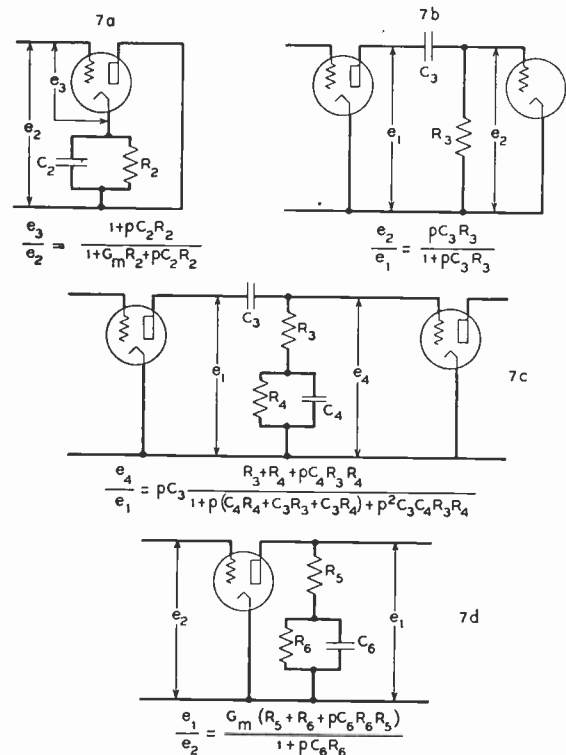 7a
e₃
e₂
C₂
R₂
e₃/e₂ = (1+pC₂R₂)/(1+GₘR₂+pC₂R₂)
7b
C₃
e₁
R₃
e₂
e₂/e₁ = pC₃R₃/(1+pC₃R₃)
C₃
R₃
e₁
e₄
7c
R₄
C₄
e₄/e₁ = pC₃ (R₃+R₄+pC₄R₃R₄)/(1+p(C₄R₄+C₃R₃+C₃R₄)+p²C₃C₄R₃R₄)
R₅
e₂
e₁
7d
R₆
C₆
e₁/e₂ = Gₘ(R₅+R₆+pC₆R₆R₅)/(1+pC₆R₆)